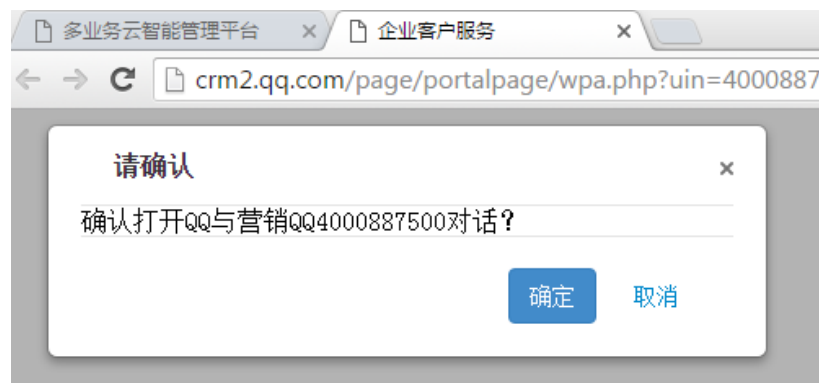 多业务云智能管理平台 × 企业客户服务 ×
crm2.qq.com/page/portalpage/wpa.php?uin=4000887
请确认 ×
确认打开QQ与营销QQ4000887500对话?
确定 取消